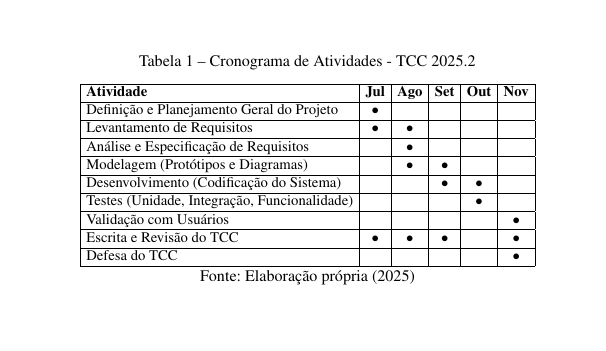 Tabela 1 – Cronograma de Atividades - TCC 2025.2
Atividade Jul Ago Set Out Nov
Definição e Planejamento Geral do Projeto •
Levantamento de Requisitos • •
Análise e Especificação de Requisitos •
Modelagem (Protótipos e Diagramas) • •
Desenvolvimento (Codificação do Sistema) • •
Testes (Unidade, Integração, Funcionalidade) •
Validação com Usuários •
Escrita e Revisão do TCC • • • •
Defesa do TCC •
Fonte: Elaboração própria (2025)